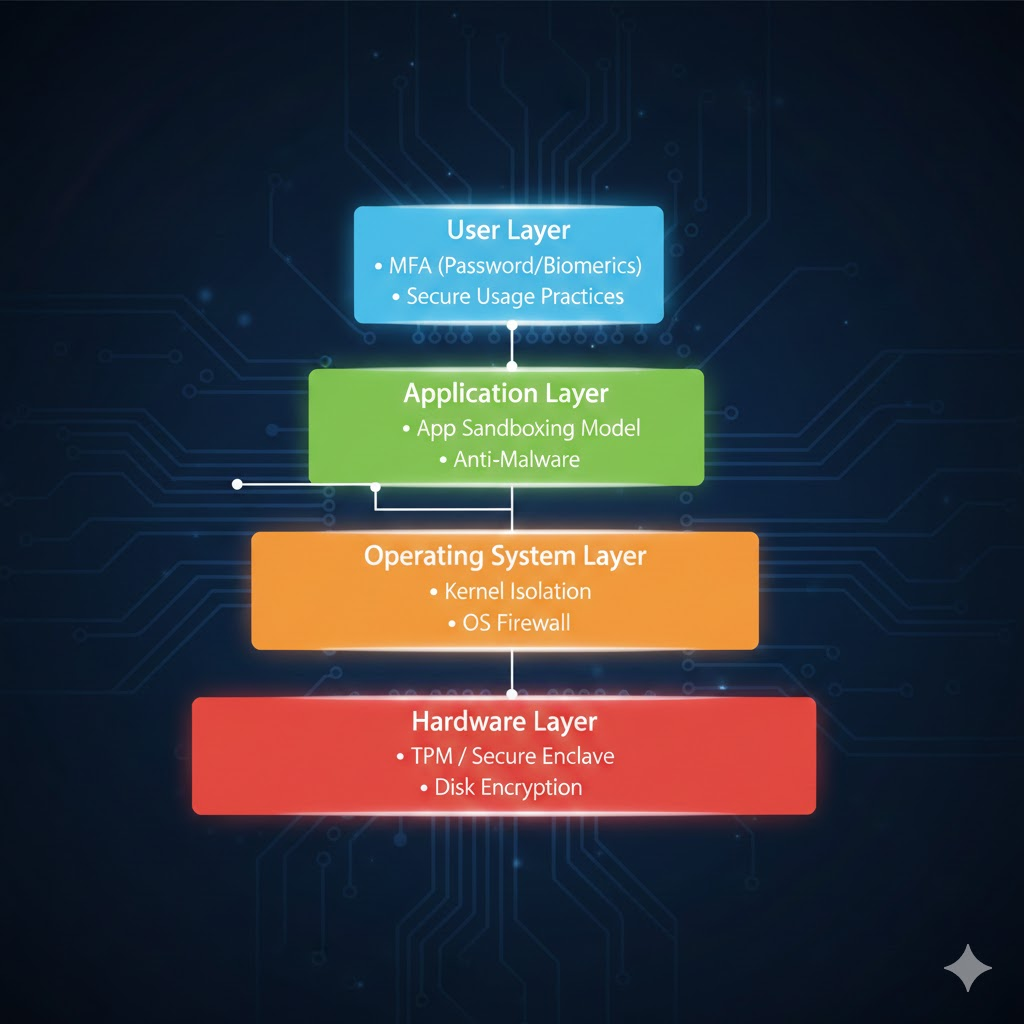 User Layer
• MFA (Password/Biomerics)
• Secure Usage Practices
Application Layer
• App Sandboxing Model
• Anti-Malware
Operating System Layer
• Kernel Isolation
• OS Firewall
Hardware Layer
• TPM / Secure Enclave
• Disk Encryption